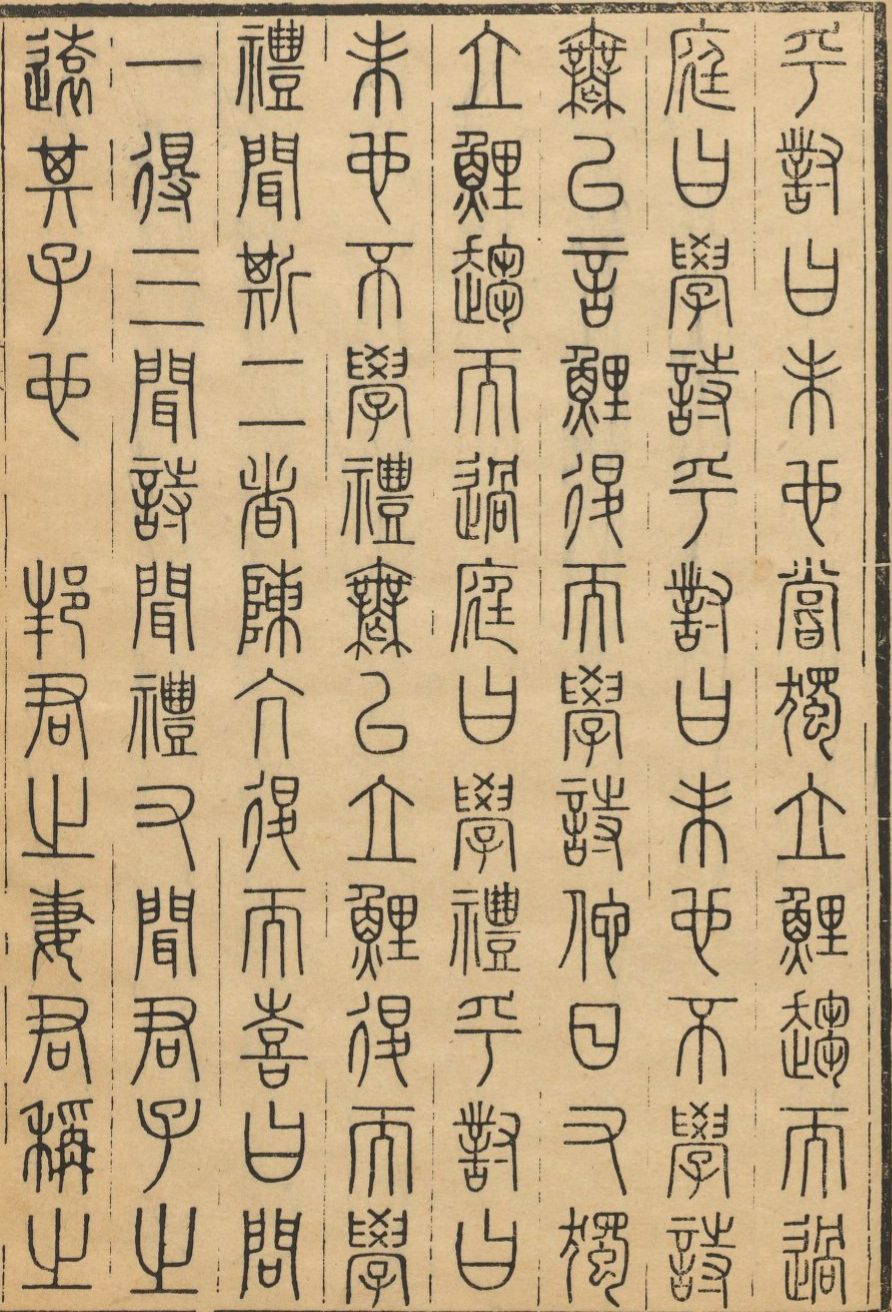 乎對曰未也嘗獨立鯉趨而過
庭曰學詩乎對曰未也不學詩
無以言鯉退而學詩他日又獨
立鯉趨而過庭曰學禮乎對曰
未也不學禮無以立鯉退而學
禮聞斯二者陳亢退而喜曰問
一得三聞詩聞禮又聞君子之
遠其子也　邦君之妻君稱之